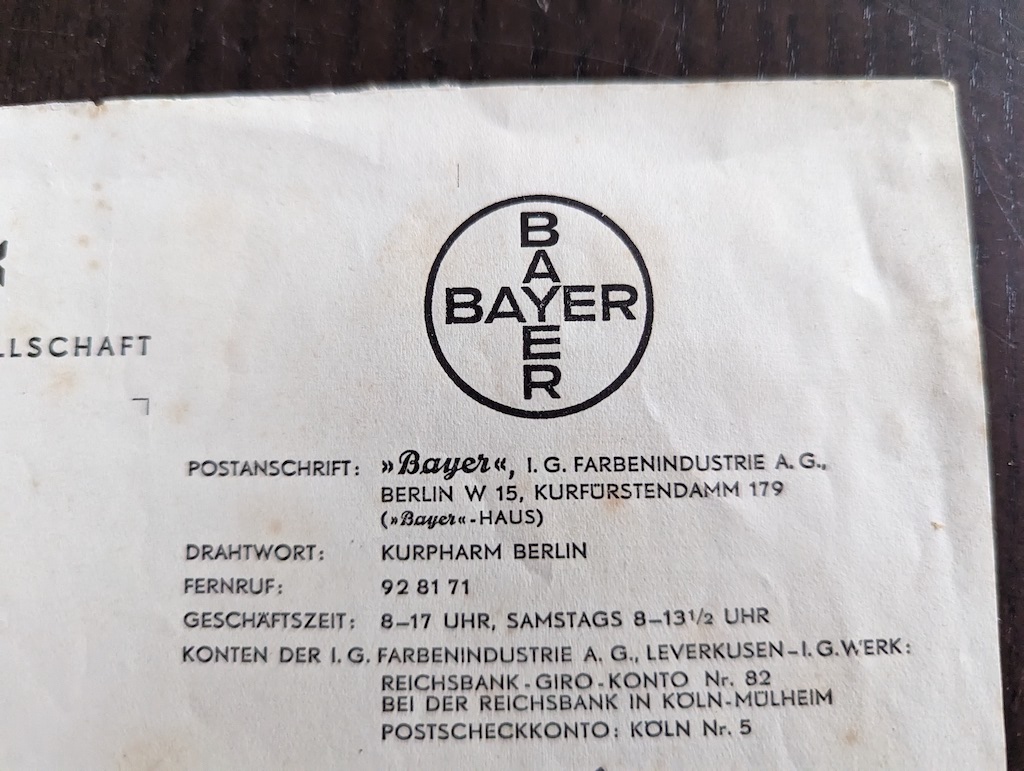 BAYER
BAYER
LLSCHAFT
POSTANSCHRIFT: »Bayer«, I. G. FARBENINDUSTRIE A. G.,
BERLIN W 15, KURFÜRSTENDAMM 179
(»Bayer«-HAUS)
DRAHTWORT: KURPHARM BERLIN
FERNRUF: 92 81 71
GESCHÄFTSZEIT: 8–17 UHR, SAMSTAGS 8–13 1/2 UHR
KONTEN DER I. G. FARBENINDUSTRIE A. G., LEVERKUSEN–I. G. WERK:
REICHSBANK-GIRO-KONTO Nr. 82
BEI DER REICHSBANK IN KÖLN-MÜLHEIM
POSTSCHECKKONTO: KÖLN Nr. 5